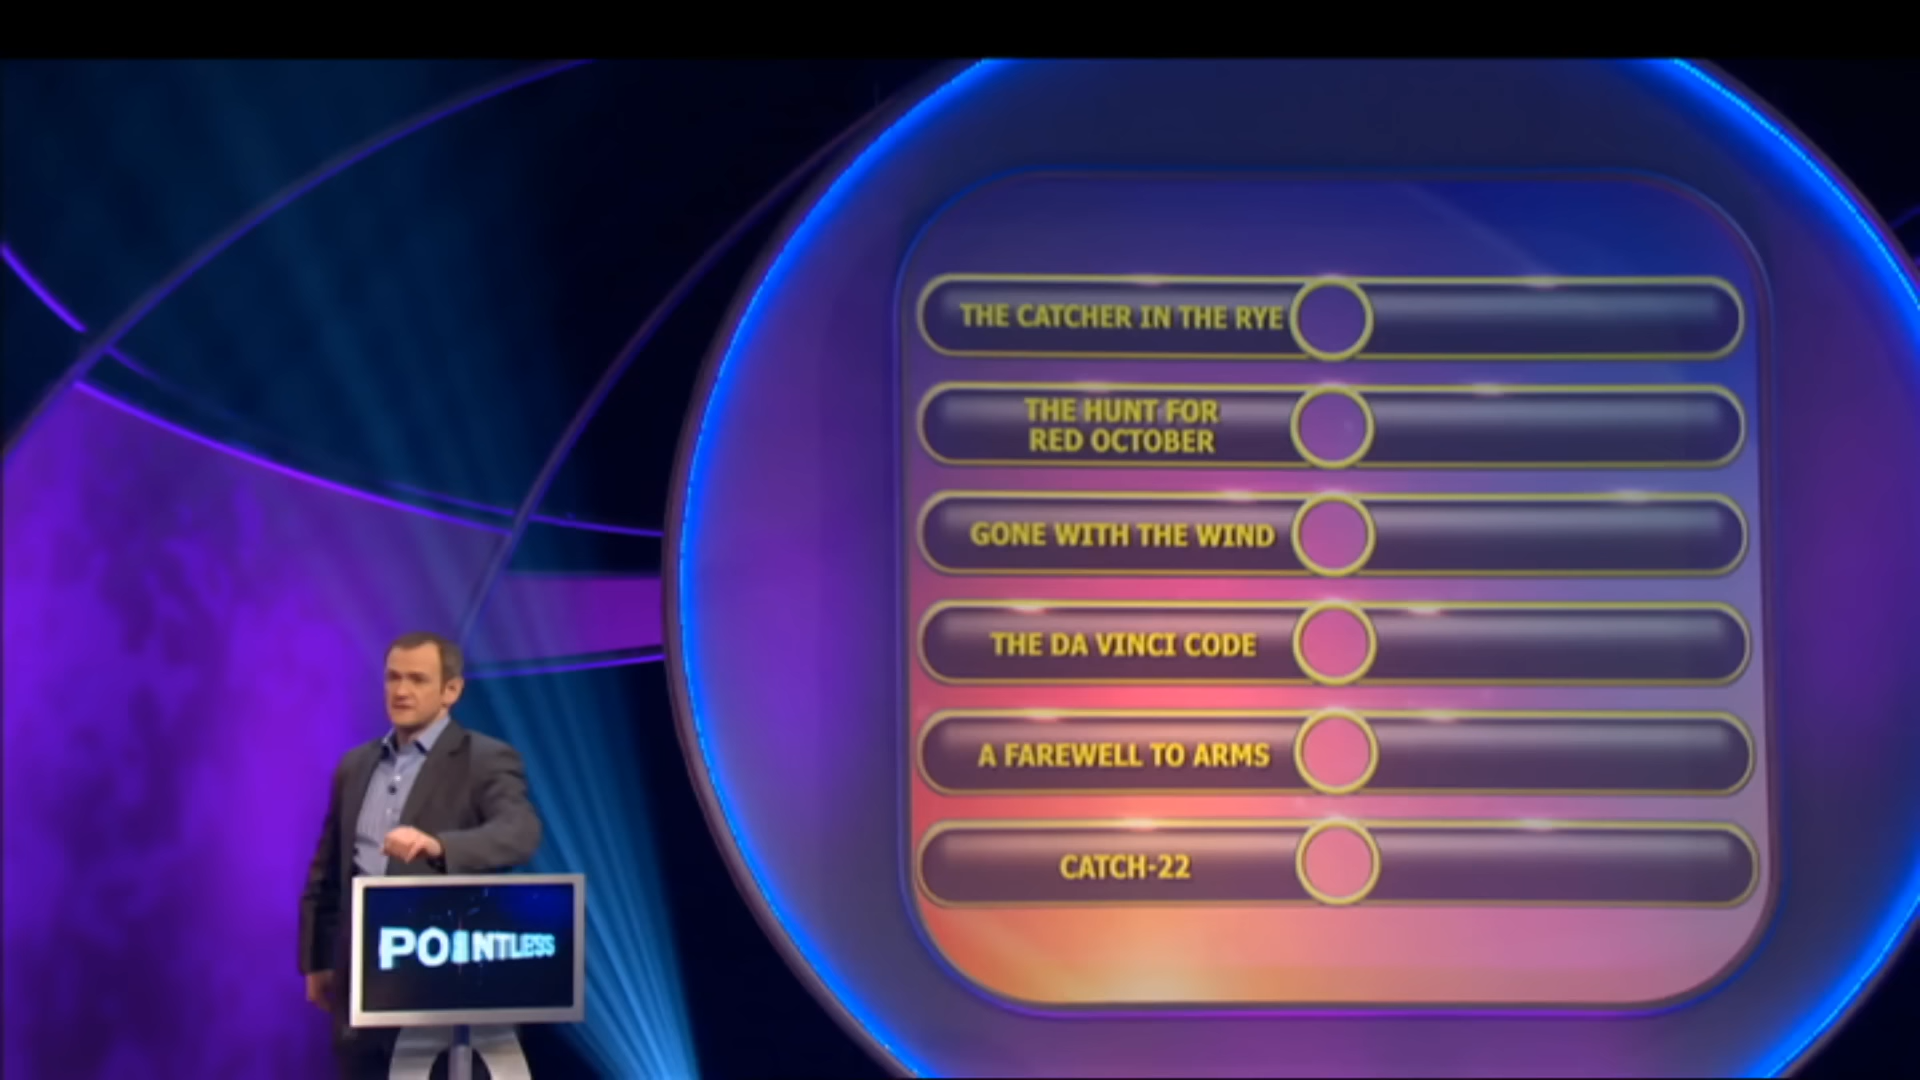 THE CATCHER IN THE RYE
THE HUNT FOR
RED OCTOBER
GONE WITH THE WIND
THE DA VINCI CODE
A FAREWELL TO ARMS
CATCH-22
POINTLESS